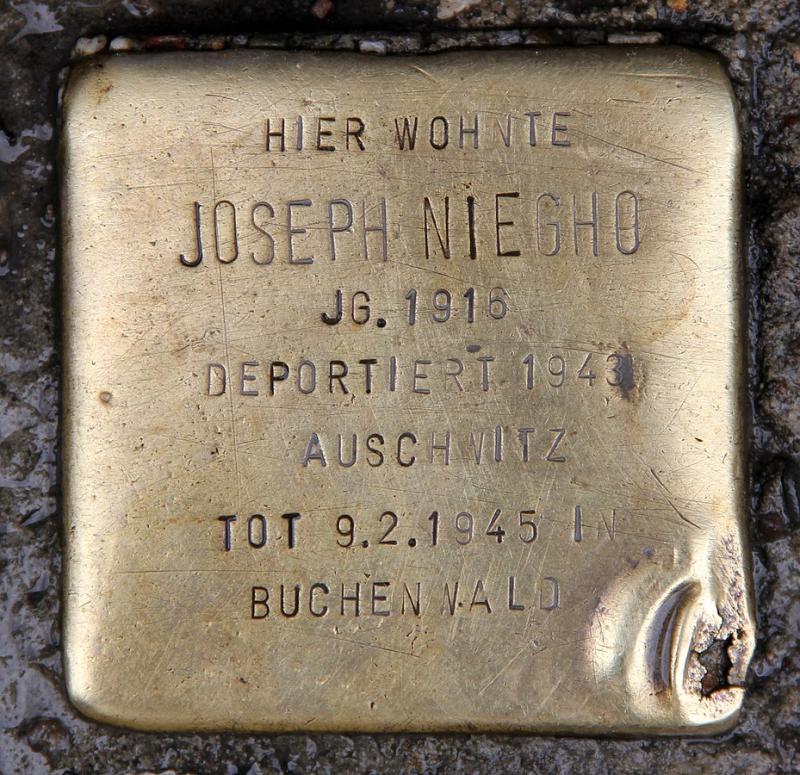 HIER WOHNTE
JOSEPH NIEGHO
JG. 1916
DEPORTIERT 1943
AUSCHWITZ
TOT 9.2.1945 IN
BUCHENWALD